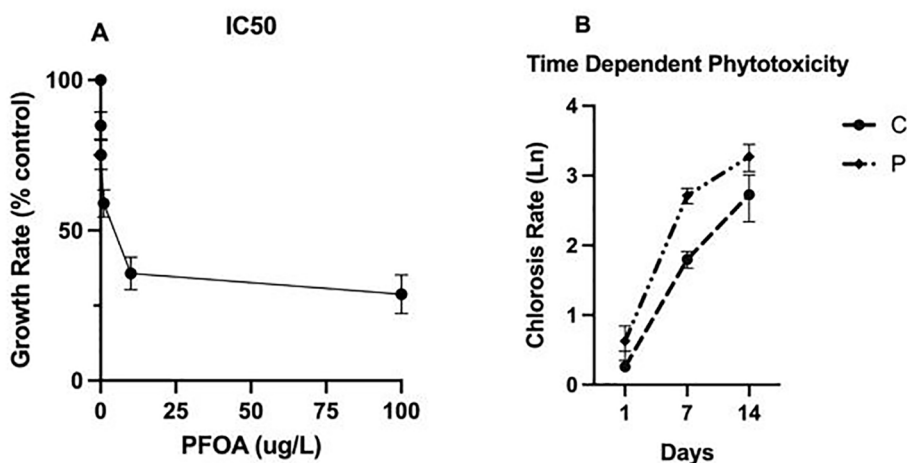 A
IC50
Growth Rate (% control)
100
50
0
0 25 50 75 100
PFOA (ug/L)
B
Time Dependent Phytotoxicity
Chlorosis Rate (Ln)
4
3
2
1
0
1 7 14
Days
C
P